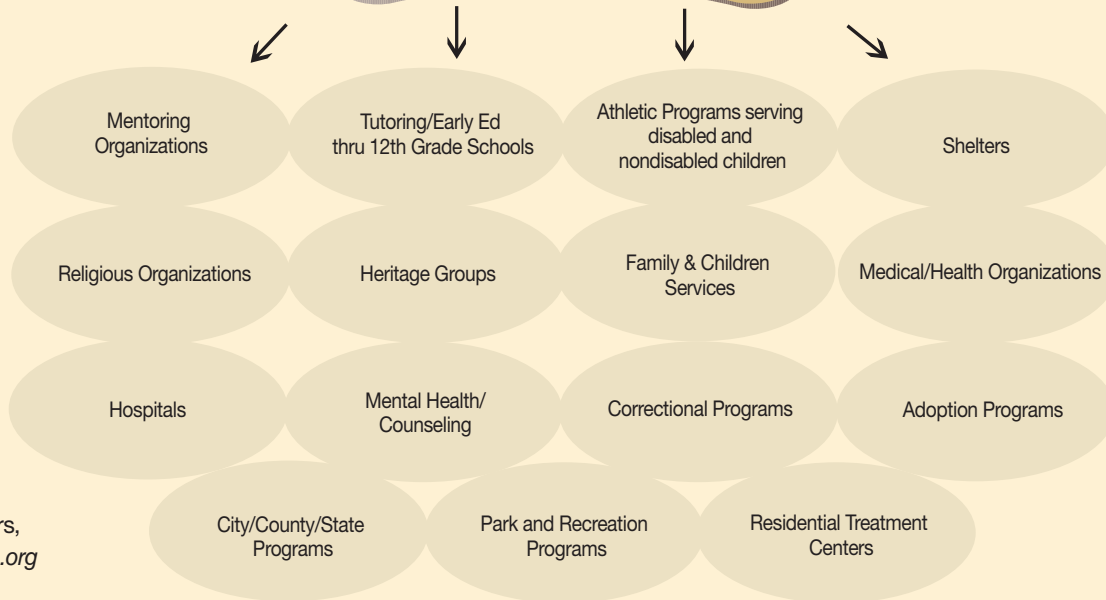 Mentoring
Organizations
Tutoring/Early Ed
thru 12th Grade Schools
Athletic Programs serving
disabled and
nondisabled children
Shelters
Religious Organizations
Heritage Groups
Family & Children
Services
Medical/Health Organizations
Hospitals
Mental Health/
Counseling
Correctional Programs
Adoption Programs
City/County/State
Programs
Park and Recreation
Programs
Residential Treatment
Centers
rs,
.org